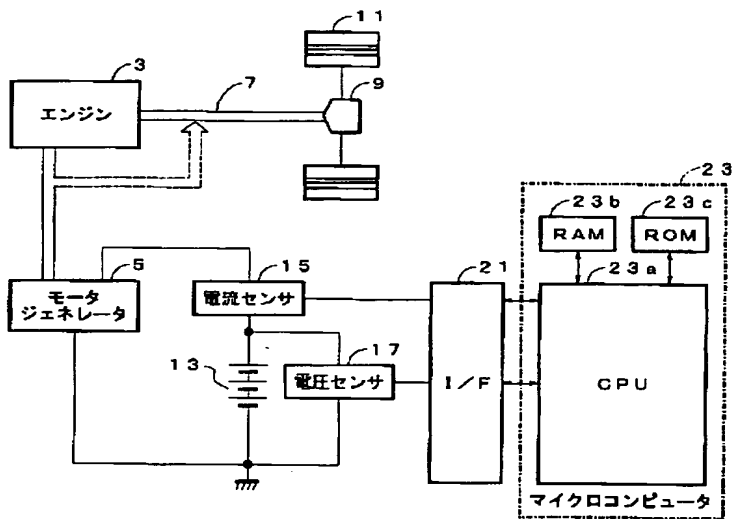 11
3
7
9
エンジン
23
23b
23c
RAM
ROM
5
15
21
23a
モータ
ジェネレータ
電流センサ
17
13
電圧センサ
I/F
CPU
マイクロコンピュータ